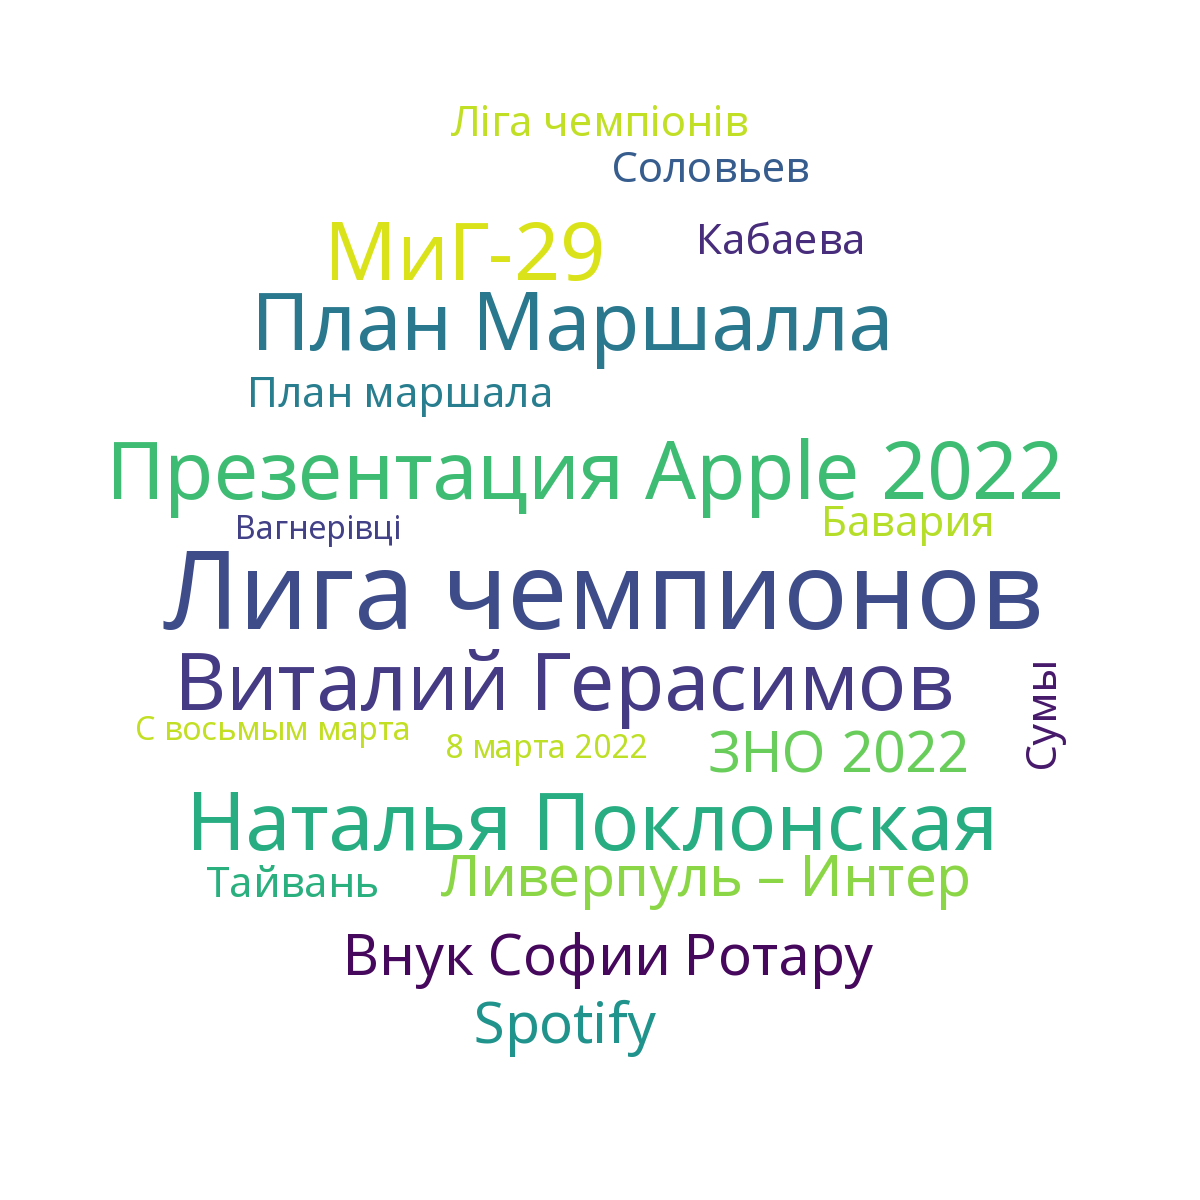 Ліга чемпіонів
Соловьев
МиГ-29
Кабаева
План Маршалла
План маршала
Презентация Apple 2022
Вагнерівці
Бавария
Лига чемпионов
Виталий Герасимов
Сумы
С восьмым марта
8 марта 2022
ЗНО 2022
Наталья Поклонская
Тайвань
Ливерпуль – Интер
Внук Софии Ротару
Spotify